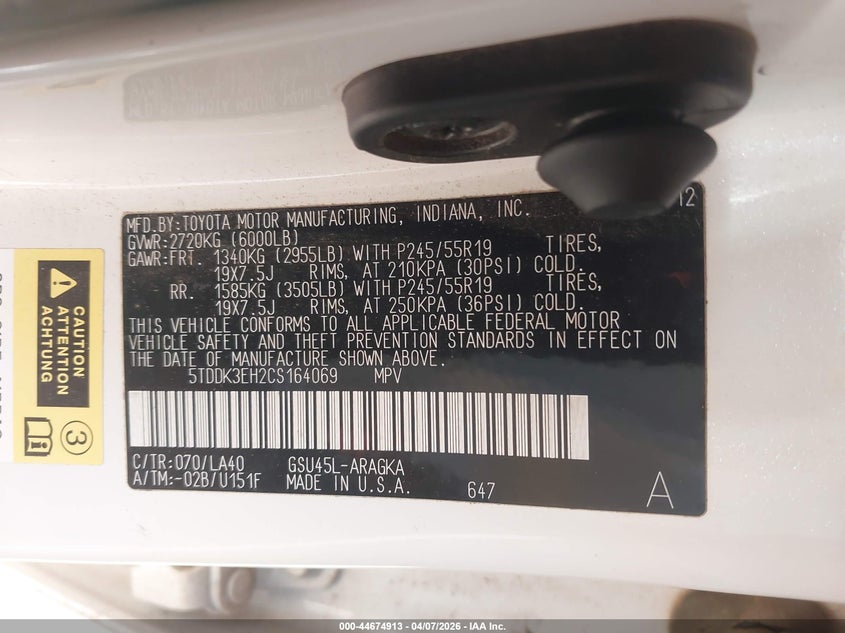 12
MFD.BY:TOYOTA MOTOR MANUFACTURING, INDIANA, INC.
GVWR:2720KG (6000LB)
GAWR:FRT. 1340KG (2955LB) WITH P245/55R19 TIRES,
19X7.5J RIMS, AT 210KPA (30PSI) COLD.
RR. 1585KG (3505LB) WITH P245/55R19 TIRES,
19X7.5J RIMS, AT 250KPA (36PSI) COLD.
THIS VEHICLE CONFORMS TO ALL APPLICABLE FEDERAL MOTOR
VEHICLE SAFETY AND THEFT PREVENTION STANDARDS IN EFFECT ON
THE DATE OF MANUFACTURE SHOWN ABOVE.
5TDDK3EH2CS164069 MPV
C/TR:070/LA40 GSU45L-ARAGKA
A/TM:-02B/U151F MADE IN U.S.A. 647 A
CAUTION
ATTENTION
ACHTUNG
3
000-44674913 - 04/07/2026 - IAA Inc.